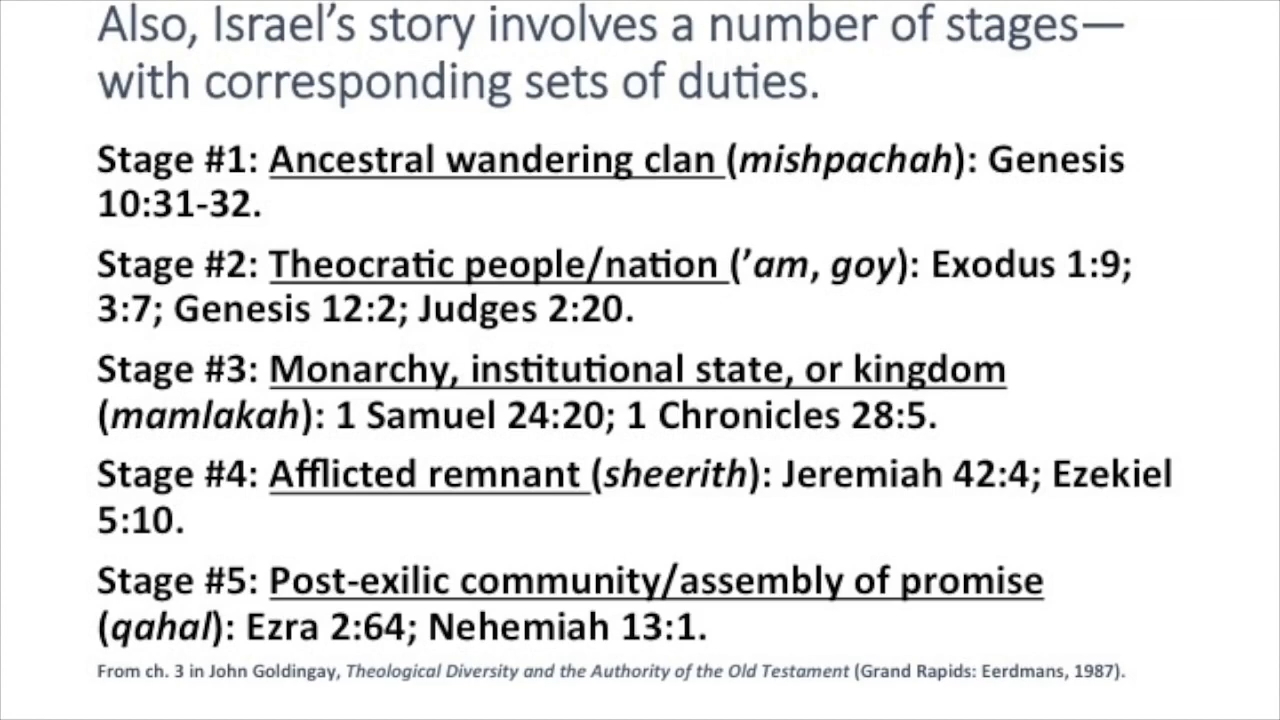 Also, Israel’s story involves a number of stages—
with corresponding sets of duties.
Stage #1: Ancestral wandering clan (mishpachah): Genesis
10:31-32.
Stage #2: Theocratic people/nation (’am, goy): Exodus 1:9;
3:7; Genesis 12:2; Judges 2:20.
Stage #3: Monarchy, institutional state, or kingdom
(mamlakah): 1 Samuel 24:20; 1 Chronicles 28:5.
Stage #4: Afflicted remnant (sheerith): Jeremiah 42:4; Ezekiel
5:10.
Stage #5: Post-exilic community/assembly of promise
(qahal): Ezra 2:64; Nehemiah 13:1.
From ch. 3 in John Goldingay, Theological Diversity and the Authority of the Old Testament (Grand Rapids: Eerdmans, 1987).